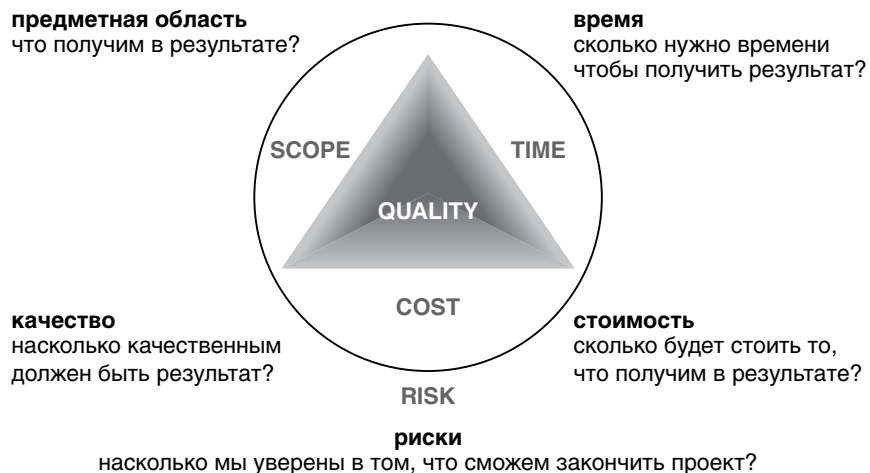 предметная область
что получим в результате?
время
сколько нужно времени
чтобы получить результат?
SCOPE
TIME
QUALITY
COST
качество
насколько качественным
должен быть результат?
стоимость
сколько будет стоить то,
что получим в результате?
RISK
риски
насколько мы уверены в том, что сможем закончить проект?